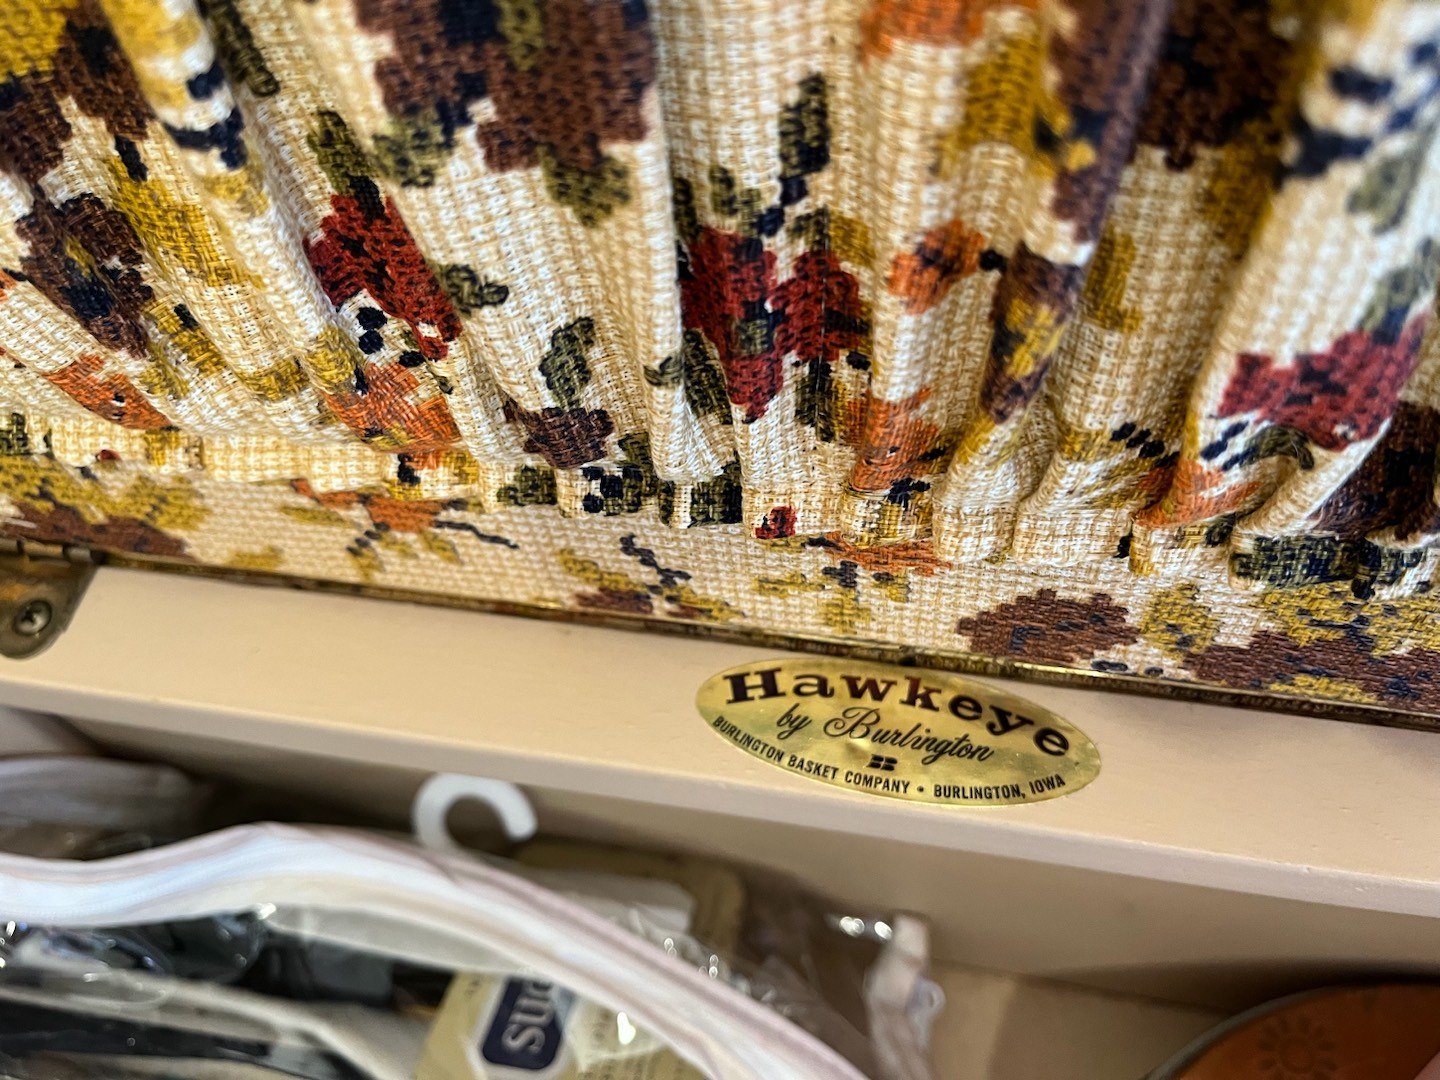 Hawkeye
by Burlington
BURLINGTON BASKET COMPANY • BURLINGTON, IOWA